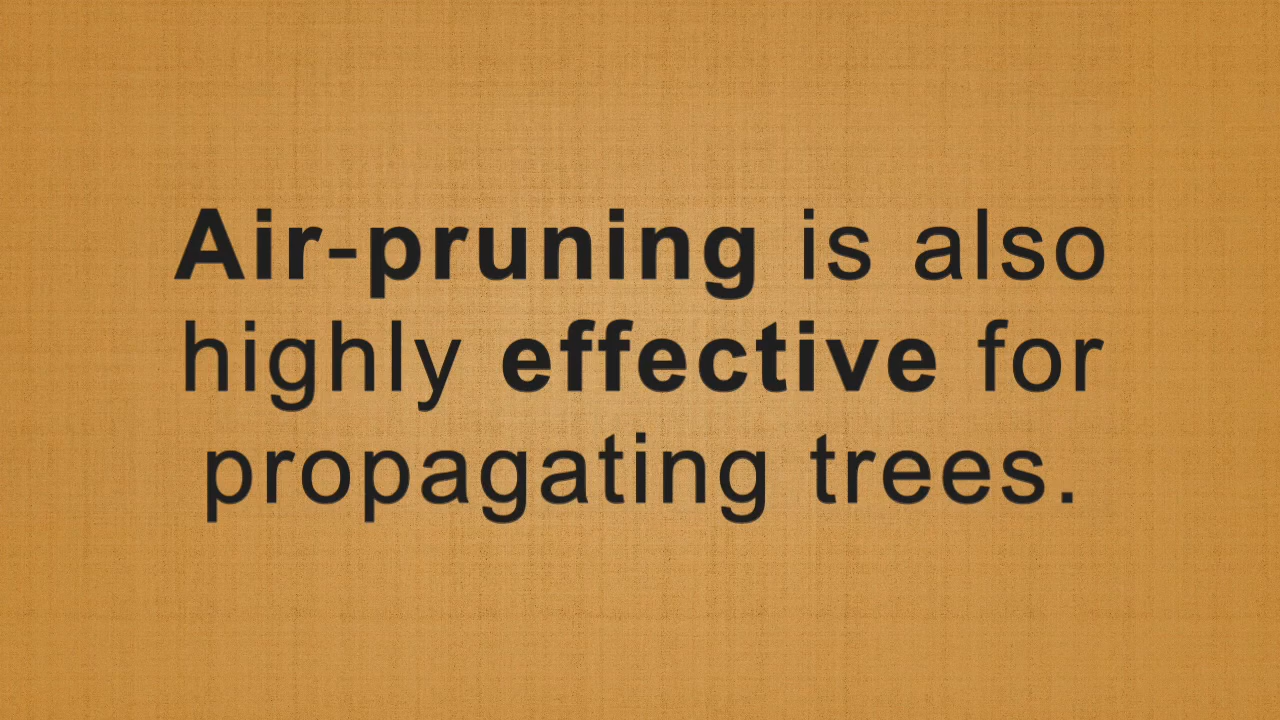 Air-pruning is also
highly effective for
propagating trees.